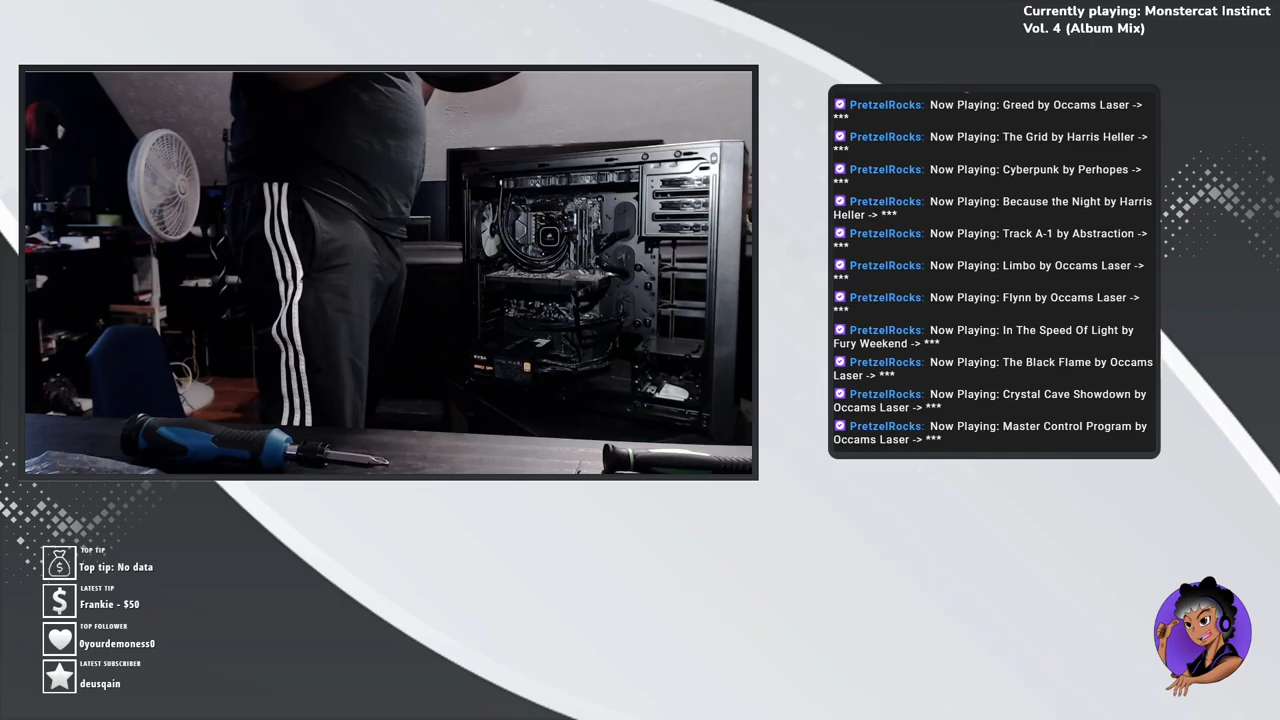 Currently playing: Monstercat Instinct
Vol. 4 (Album Mix)
PretzelRocks: Now Playing: Greed by Occams Laser ->
***
PretzelRocks: Now Playing: The Grid by Harris Heller ->
***
PretzelRocks: Now Playing: Cyberpunk by Perhopes ->
***
PretzelRocks: Now Playing: Because the Night by Harris
Heller -> ***
PretzelRocks: Now Playing: Track A-1 by Abstraction ->
***
PretzelRocks: Now Playing: Limbo by Occams Laser ->
***
PretzelRocks: Now Playing: Flynn by Occams Laser ->
***
PretzelRocks: Now Playing: In The Speed Of Light by
Fury Weekend -> ***
PretzelRocks: Now Playing: The Black Flame by Occams
Laser -> ***
PretzelRocks: Now Playing: Crystal Cave Showdown by
Occams Laser -> ***
PretzelRocks: Now Playing: Master Control Program by
Occams Laser -> ***
EVGA
TOP TIP
Top tip: No data
LATEST TIP
Frankie - $50
TOP FOLLOWER
0yourdemoness0
LATEST SUBSCRIBER
deusqain